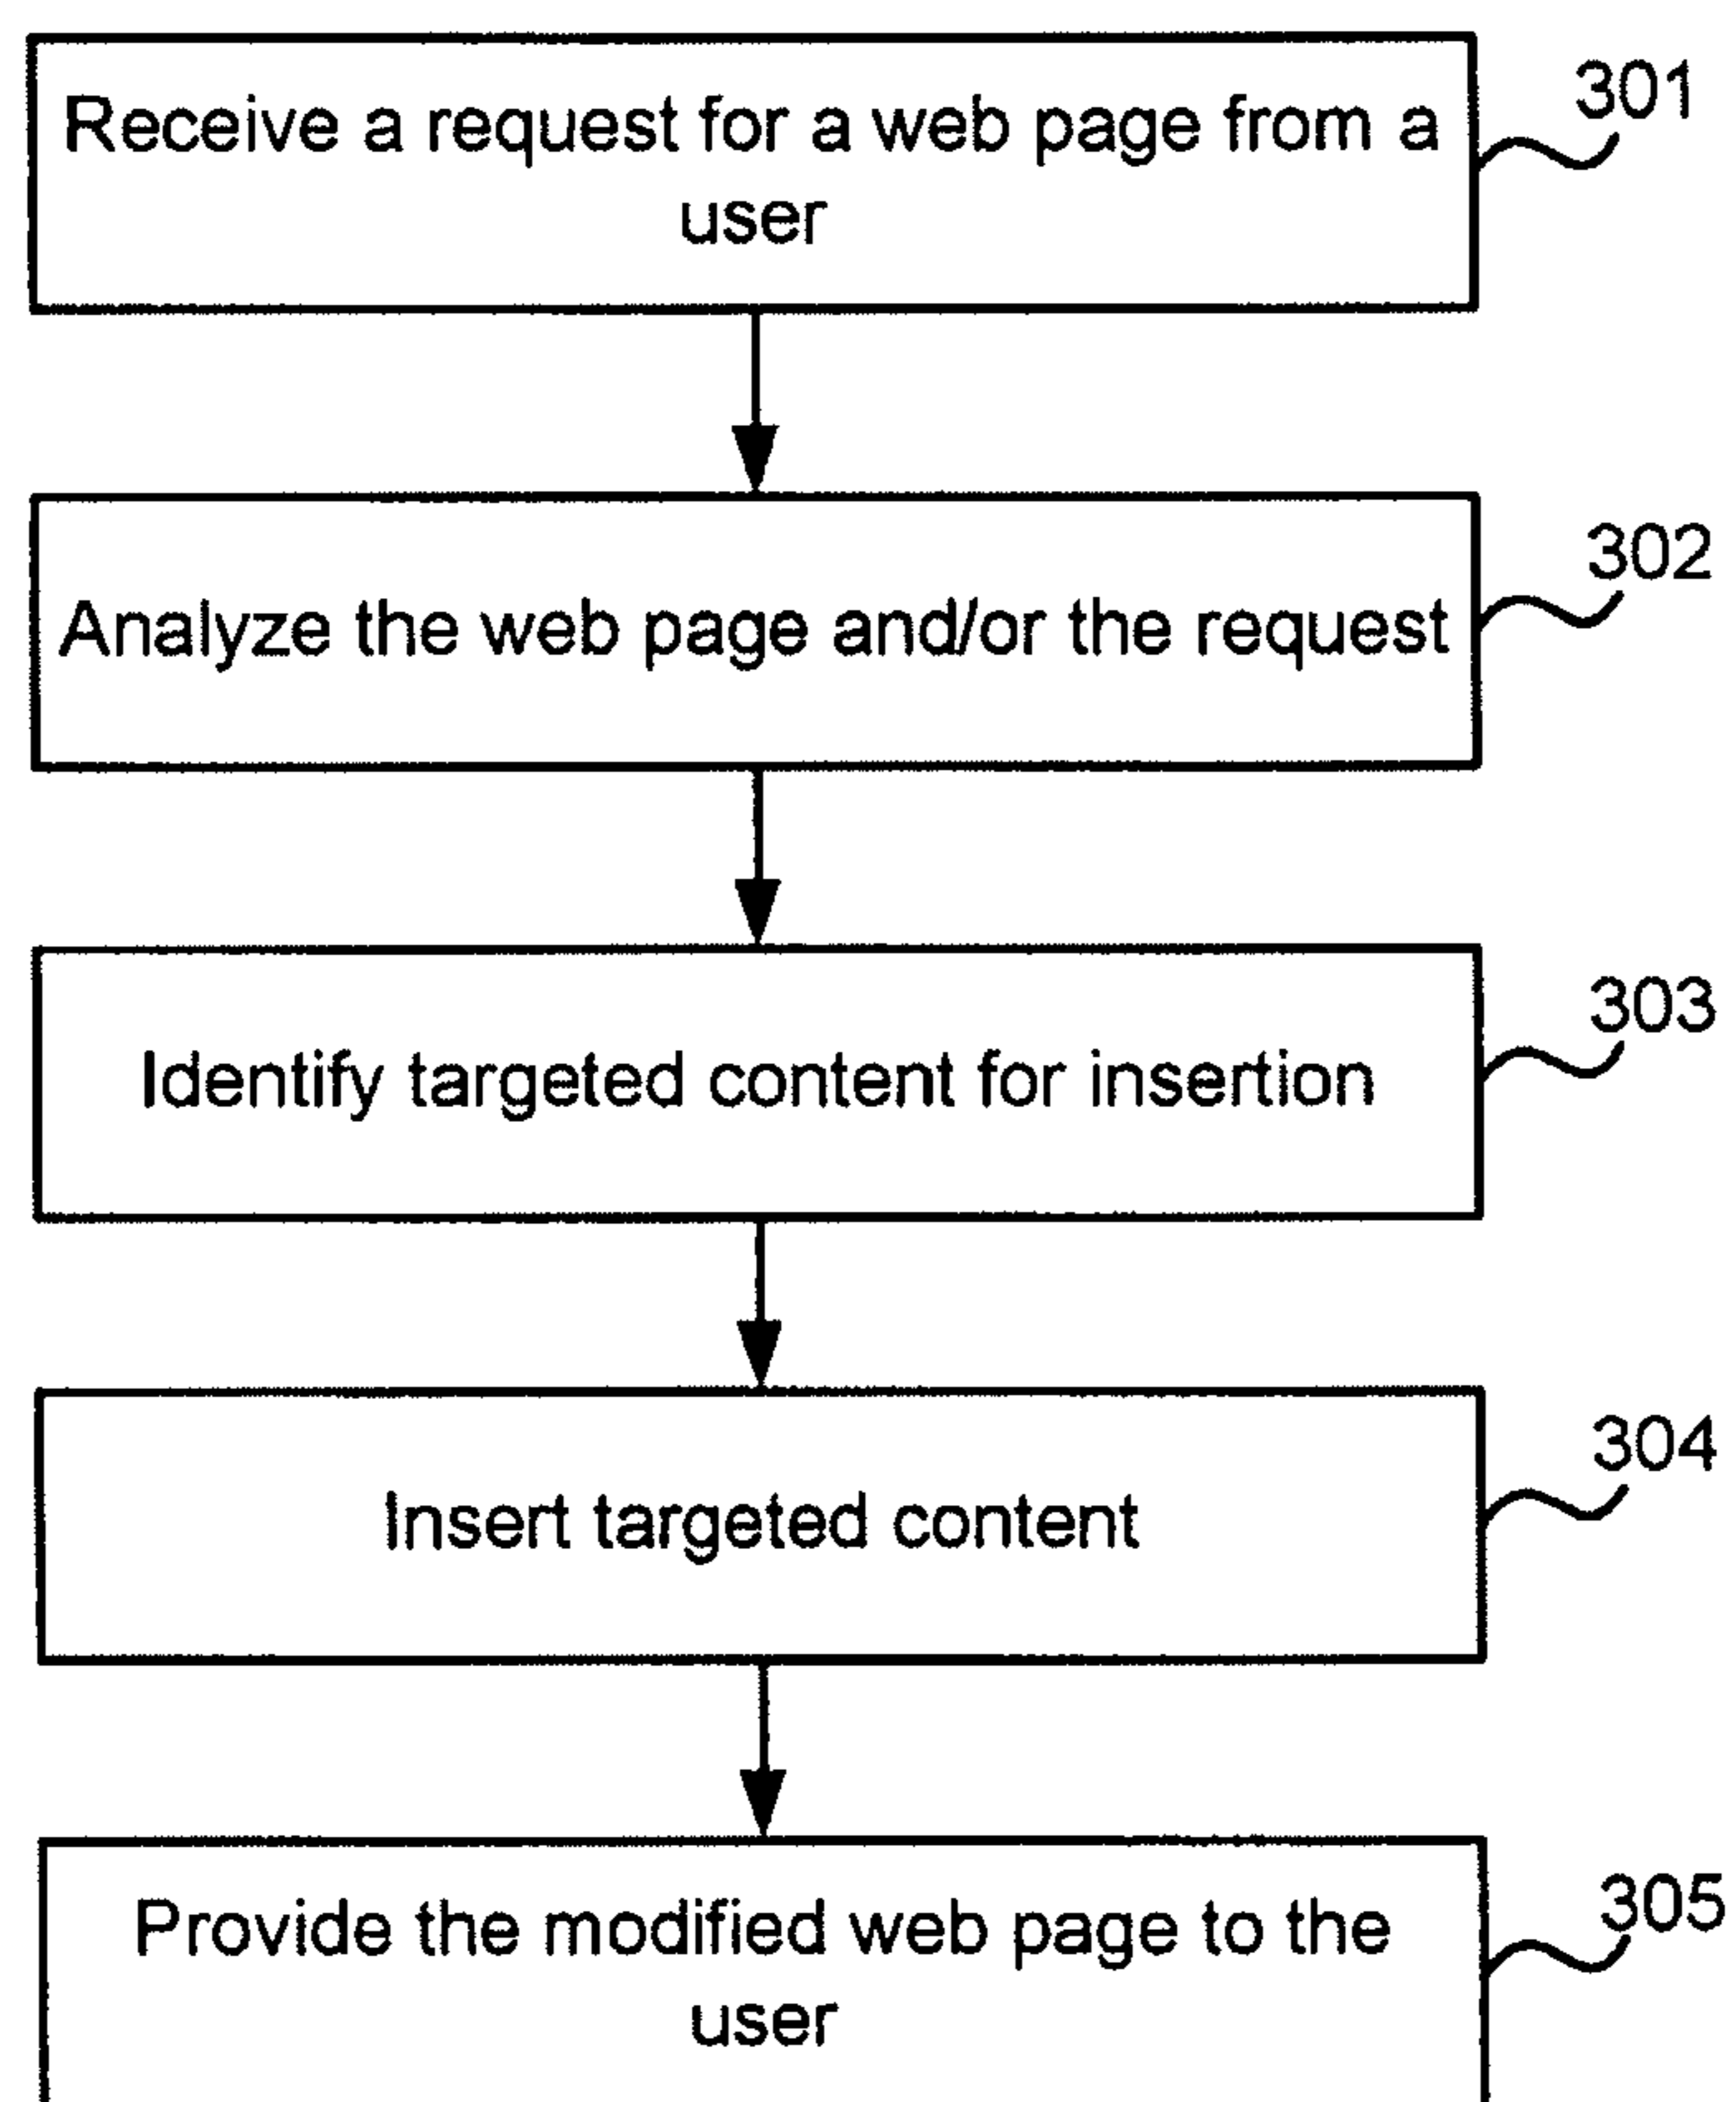 Receive a request for a web page from a
user
301
Analyze the web page and/or the request
302
Identify targeted content for insertion
303
Insert targeted content
304
Provide the modified web page to the
user
305